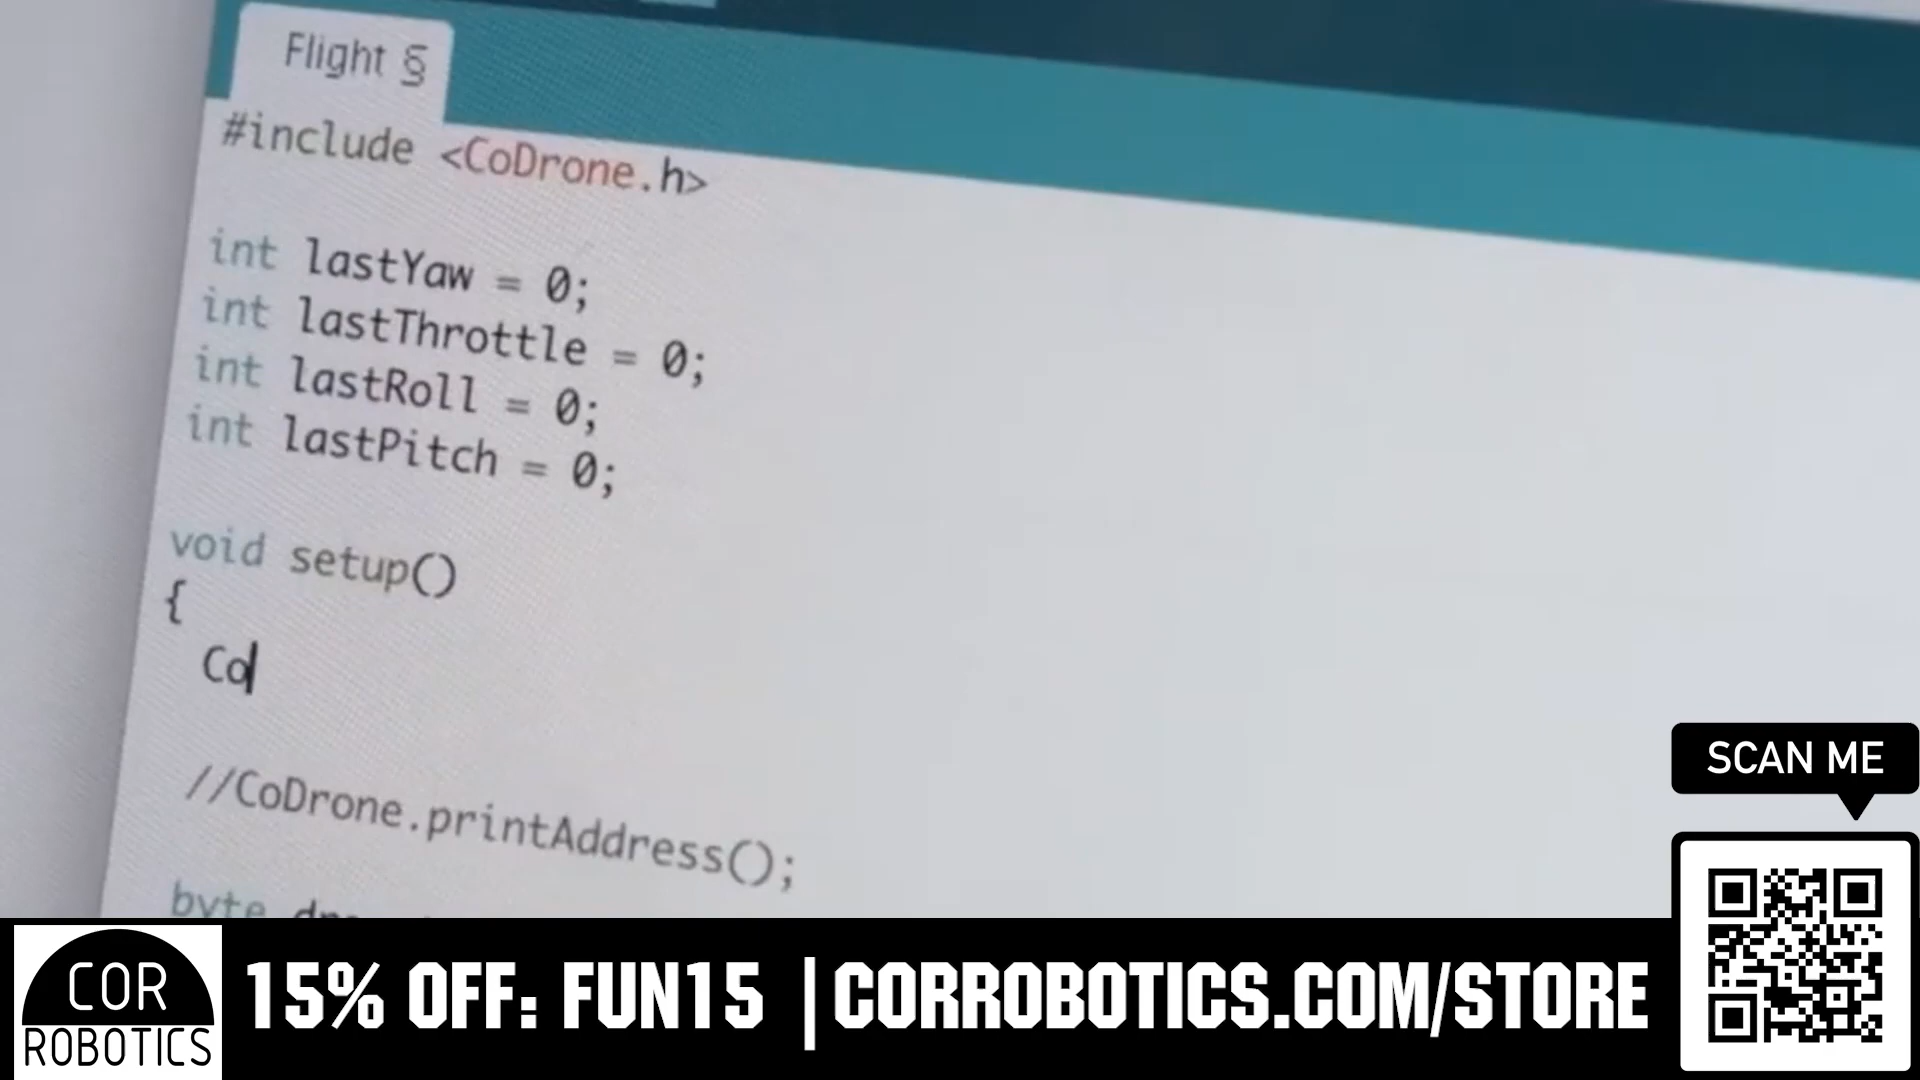 Flight §
#include <CoDrone.h>
int lastYaw = 0;
int lastThrottle = 0;
int lastRoll = 0;
int lastPitch = 0;
void setup()
{
Co
//CoDrone.printAddress();
byte
SCAN ME
COR
ROBOTICS
15% OFF: FUN15 | CORROBOTICS.COM/STORE